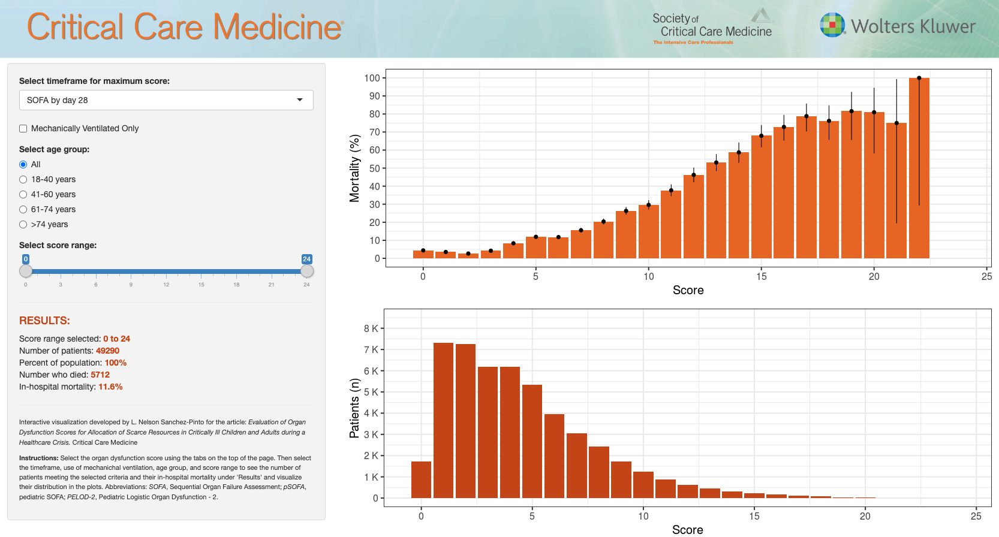 Critical Care Medicine®
Society of
Critical Care Medicine
The Intensive Care Professionals
Wolters Kluwer
Select timeframe for maximum score:
SOFA by day 28
Mechanically Ventilated Only
Select age group:
All
18-40 years
41-60 years
61-74 years
>74 years
Select score range:
0 24
0 3 6 9 12 15 18 21 24
RESULTS:
Score range selected: 0 to 24
Number of patients: 49290
Percent of population: 100%
Number who died: 5712
In-hospital mortality: 11.6%
Interactive visualization developed by L. Nelson Sanchez-Pinto for the article: Evaluation of Organ
Dysfunction Scores for Allocation of Scarce Resources in Critically Ill Children and Adults during a
Healthcare Crisis. Critical Care Medicine
Instructions: Select the organ dysfunction score using the tabs on the top of the page. Then select
the timeframe, use of mechanichal ventilation, age group, and score range to see the number of
patients meeting the selected criteria and their in-hospital mortality under 'Results' and visualize
their distribution in the plots. Abbreviations: SOFA, Sequential Organ Failure Assessment; pSOFA,
pediatric SOFA; PELOD-2, Pediatric Logistic Organ Dysfunction - 2.
Mortality (%)
100
90
80
70
60
50
40
30
20
10
0
0 5 10 15 20 25
Score
Patients (n)
8 K
7 K
6 K
5 K
4 K
3 K
2 K
1 K
0
0 5 10 15 20 25
Score